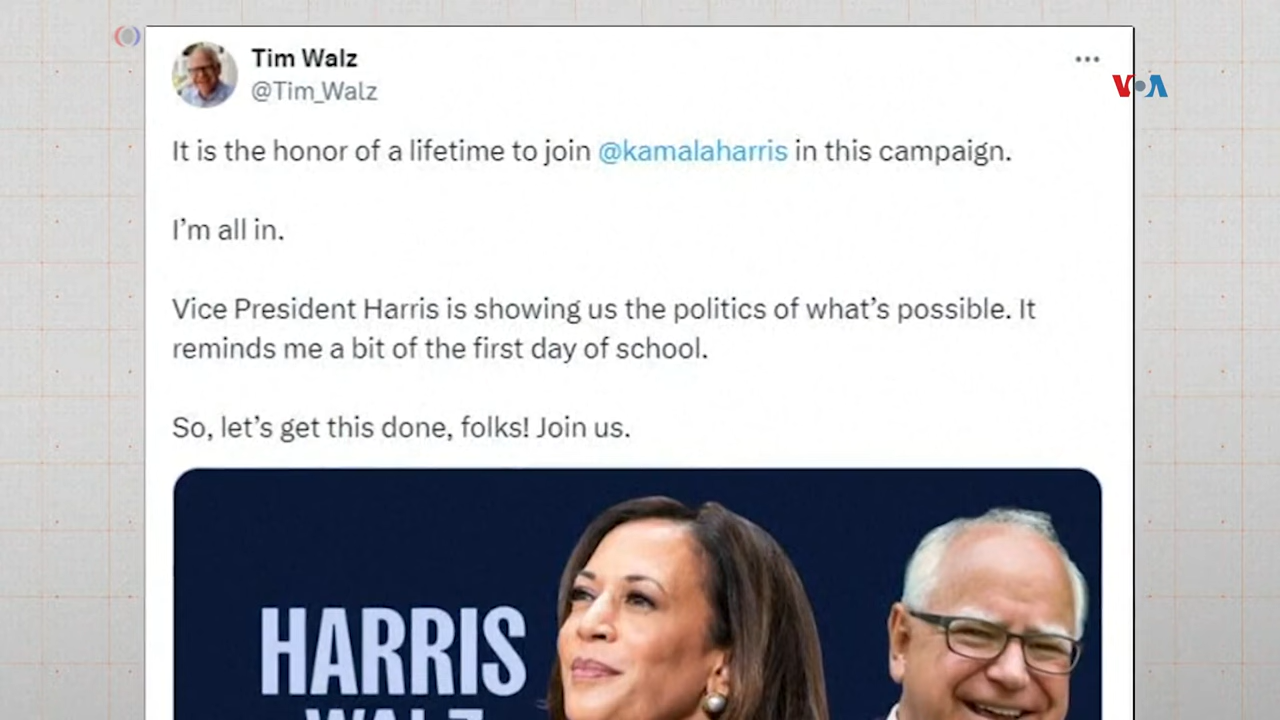 Tim Walz
@Tim_Walz
VOA
It is the honor of a lifetime to join @kamalaharris in this campaign.
I’m all in.
Vice President Harris is showing us the politics of what’s possible. It
reminds me a bit of the first day of school.
So, let’s get this done, folks! Join us.
HARRIS
WALZ